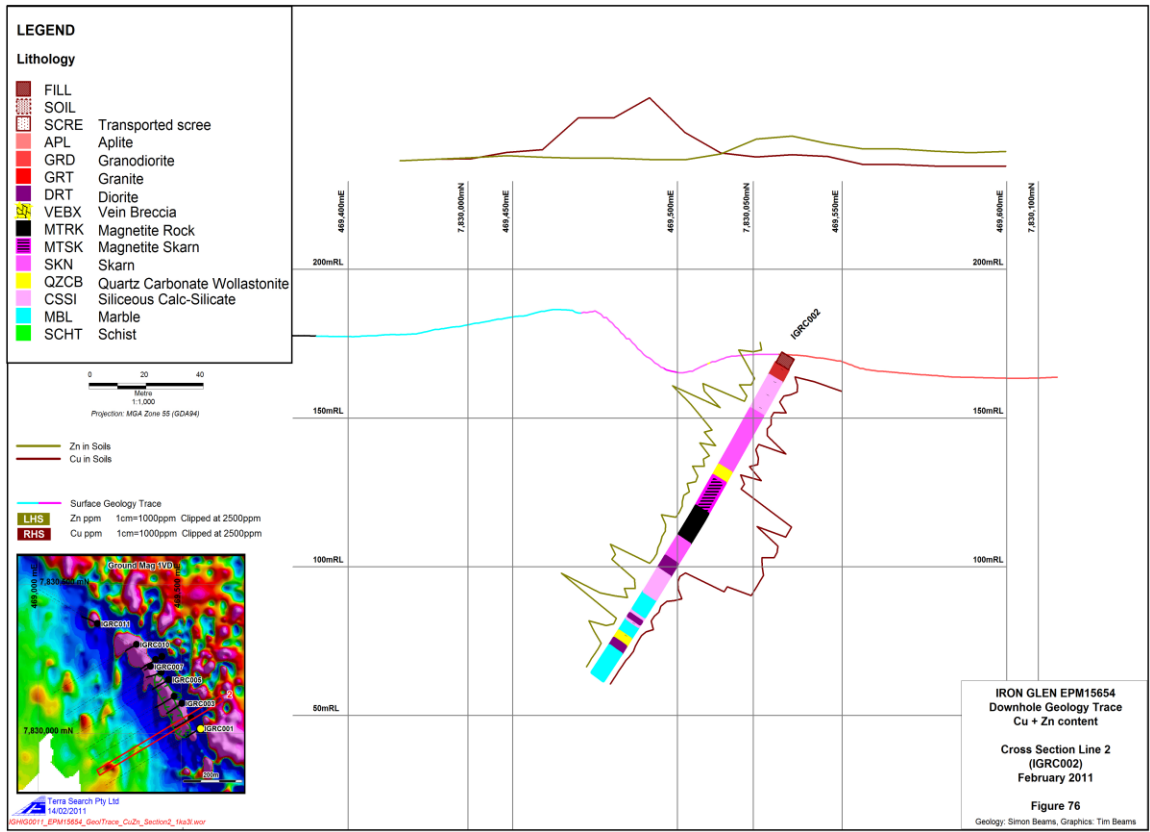 LEGEND
Lithology
FILL
SOIL
SCRE Transported scree
APL Aplite
GRD Granodiorite
GRT Granite
DRT Diorite
VEBX Vein Breccia
MTRK Magnetite Rock
MTSK Magnetite Skarn
SKN Skarn
QZCB Quartz Carbonate Wollastonite
CSSI Siliceous Calc-Silicate
MBL Marble
SCHT Schist
0 20 40
Metre
1:1,000
Projection: MGA Zone 55 (GDA94)
Zn in Soils
Cu in Soils
Surface Geology Trace
LHS Zn ppm 1cm=1000ppm Clipped at 2500ppm
RHS Cu ppm 1cm=1000ppm Clipped at 2500ppm
469,400mE
7,830,000mN
469,450mE
469,500mE
7,830,050mN
469,550mE
469,600mE
7,830,100mN
200mRL 200mRL
IGRC002
150mRL 150mRL
100mRL 100mRL
50mRL
Ground Mag 1VD
469,000 mE
IGRC011
IGRC010
IGRC007
IGRC005
IGRC003
2
IGRC001
7,830,000 mN
200m
Terra Search Pty Ltd
14/02/2011
IGHIG0011_EPM15654_GeolTrace_CuZn_Section2_1ka3l.wor
IRON GLEN EPM15654
Downhole Geology Trace
Cu + Zn content
Cross Section Line 2
(IGRC002)
February 2011
Figure 76
Geology: Simon Beams, Graphics: Tim Beams